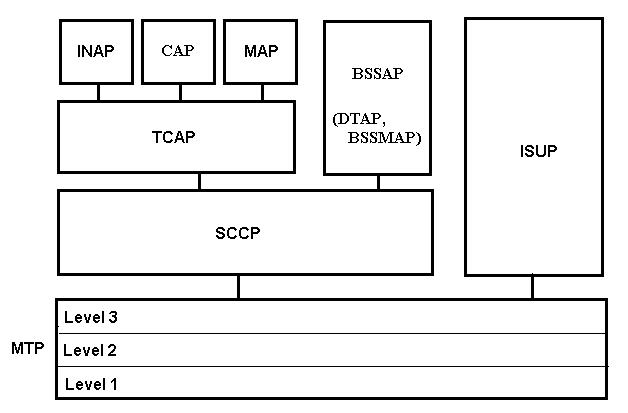 INAP
CAP
MAP
BSSAP
(DTAP,
BSSMAP)
TCAP
ISUP
SCCP
MTP
Level 3
Level 2
Level 1